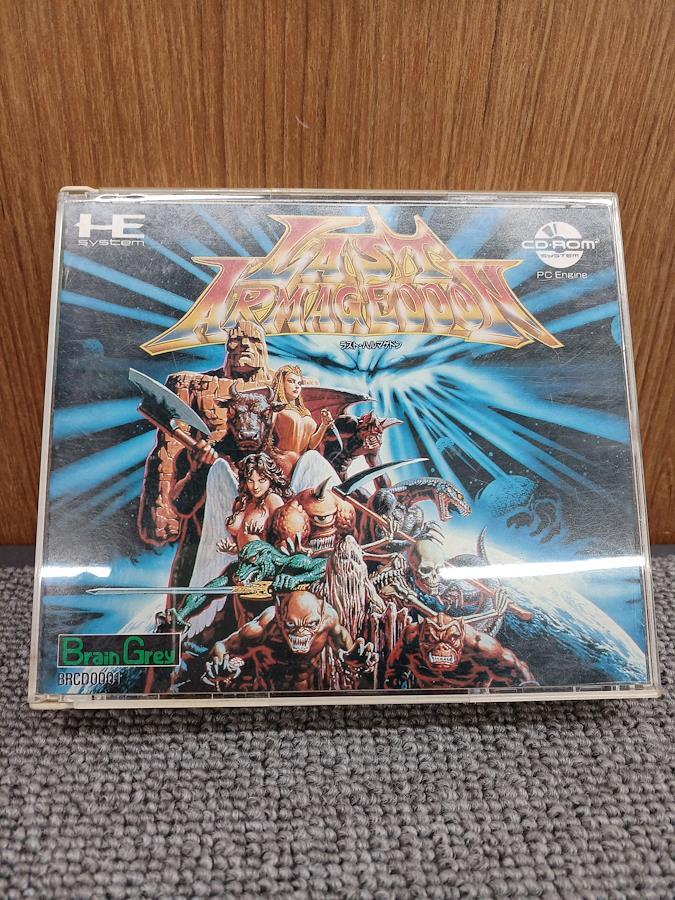 HE
system
LAST
ARMAGEDDON
ラスト・ハルマゲドン
CD-ROM²
SYSTEM
PC Engine
Brain Grey
BRCD0001